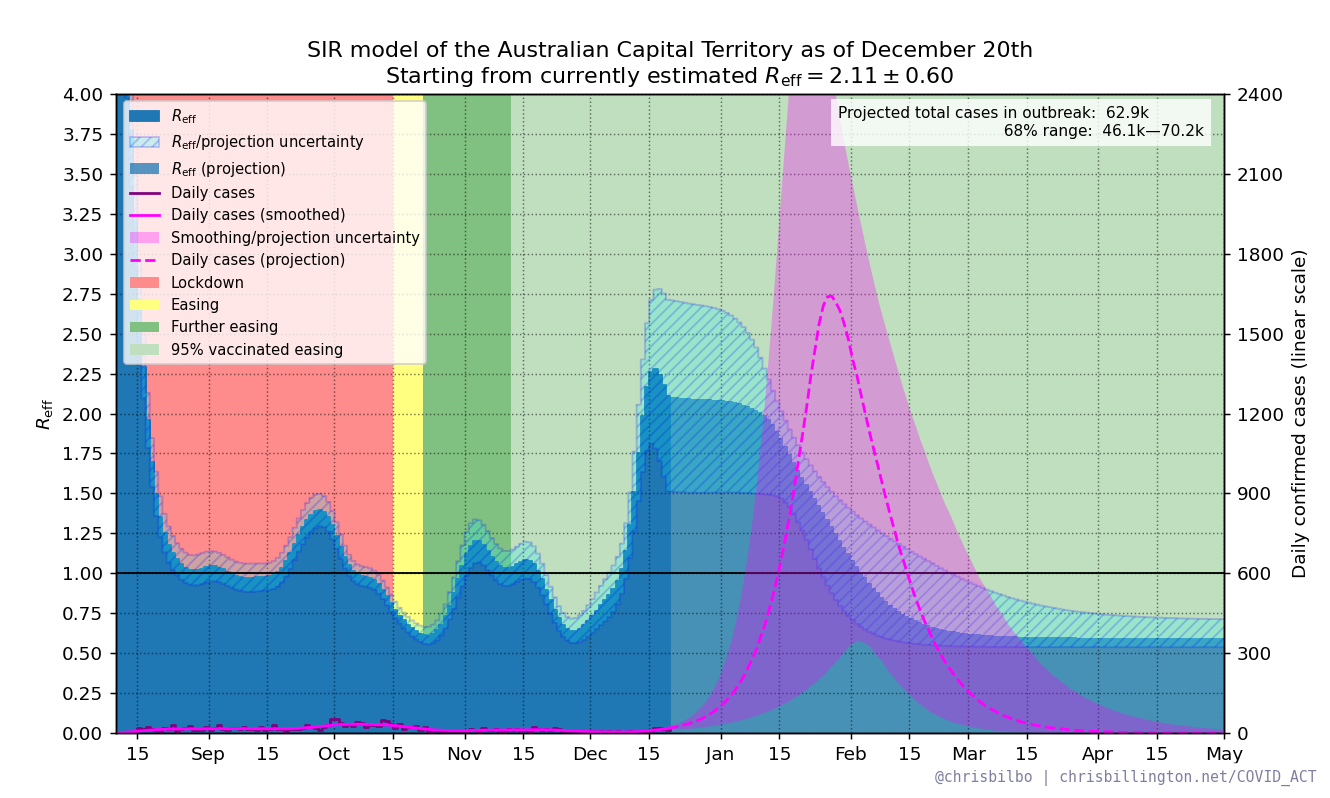 SIR model of the Australian Capital Territory as of December 20th
Starting from currently estimated R_eff = 2.11 ± 0.60
Projected total cases in outbreak: 62.9k
68% range: 46.1k—70.2k
R_eff
R_eff/projection uncertainty
R_eff (projection)
Daily cases
Daily cases (smoothed)
Smoothing/projection uncertainty
Daily cases (projection)
Lockdown
Easing
Further easing
95% vaccinated easing
R_eff
4.00
3.75
3.50
3.25
3.00
2.75
2.50
2.25
2.00
1.75
1.50
1.25
1.00
0.75
0.50
0.25
0.00
2400
2100
1800
1500
1200
900
600
300
0
Daily confirmed cases (linear scale)
15 Sep 15 Oct 15 Nov 15 Dec 15 Jan 15 Feb 15 Mar 15 Apr 15 May
@chrisbilbo | chrisbillington.net/COVID_ACT